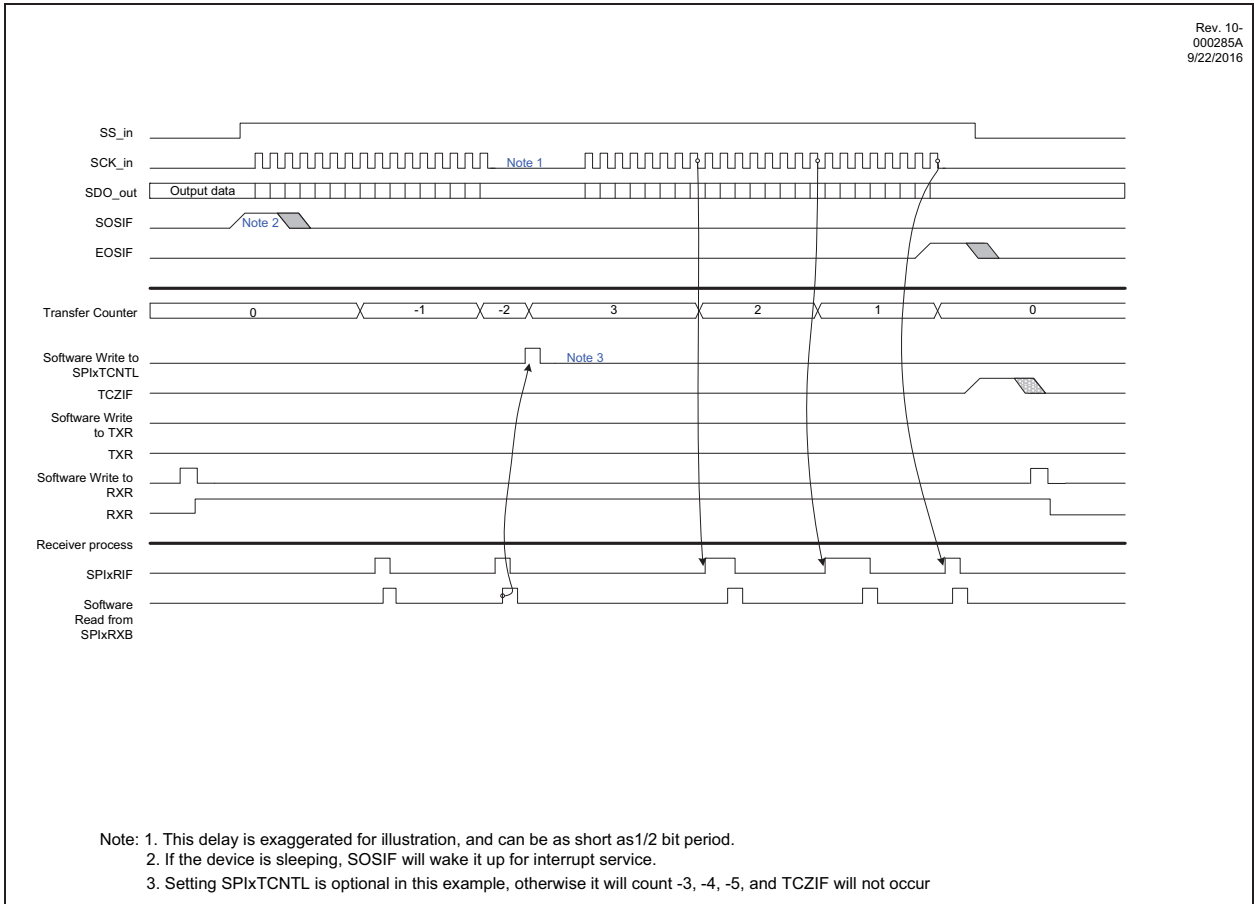 Rev. 10-
000285A
9/22/2016
SS_in
SCK_in
Note 1
SDO_out
Output data
SOSIF
Note 2
EOSIF
Transfer Counter
0
-1
-2
3
2
1
0
Software Write to
SPIxTCNTL
Note 3
TCZIF
Software Write
to TXR
TXR
Software Write to
RXR
RXR
Receiver process
SPIxRIF
Software
Read from
SPIxRXB
Note: 1. This delay is exaggerated for illustration, and can be as short as1/2 bit period.
2. If the device is sleeping, SOSIF will wake it up for interrupt service.
3. Setting SPIxTCNTL is optional in this example, otherwise it will count -3, -4, -5, and TCZIF will not occur